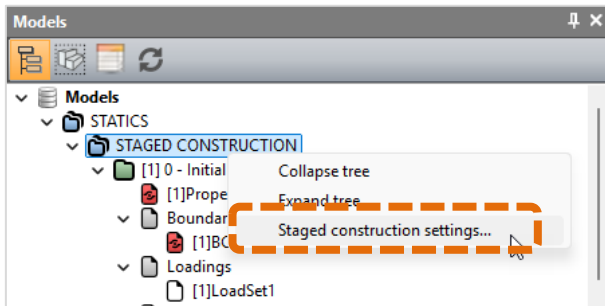 Models
Models
STATICS
STAGED CONSTRUCTION
[1] 0 - Initial
Collapse tree
[1]Prope
Expand tree
Boundar
Staged construction settings...
[1]BC
Loadings
[1]LoadSet1